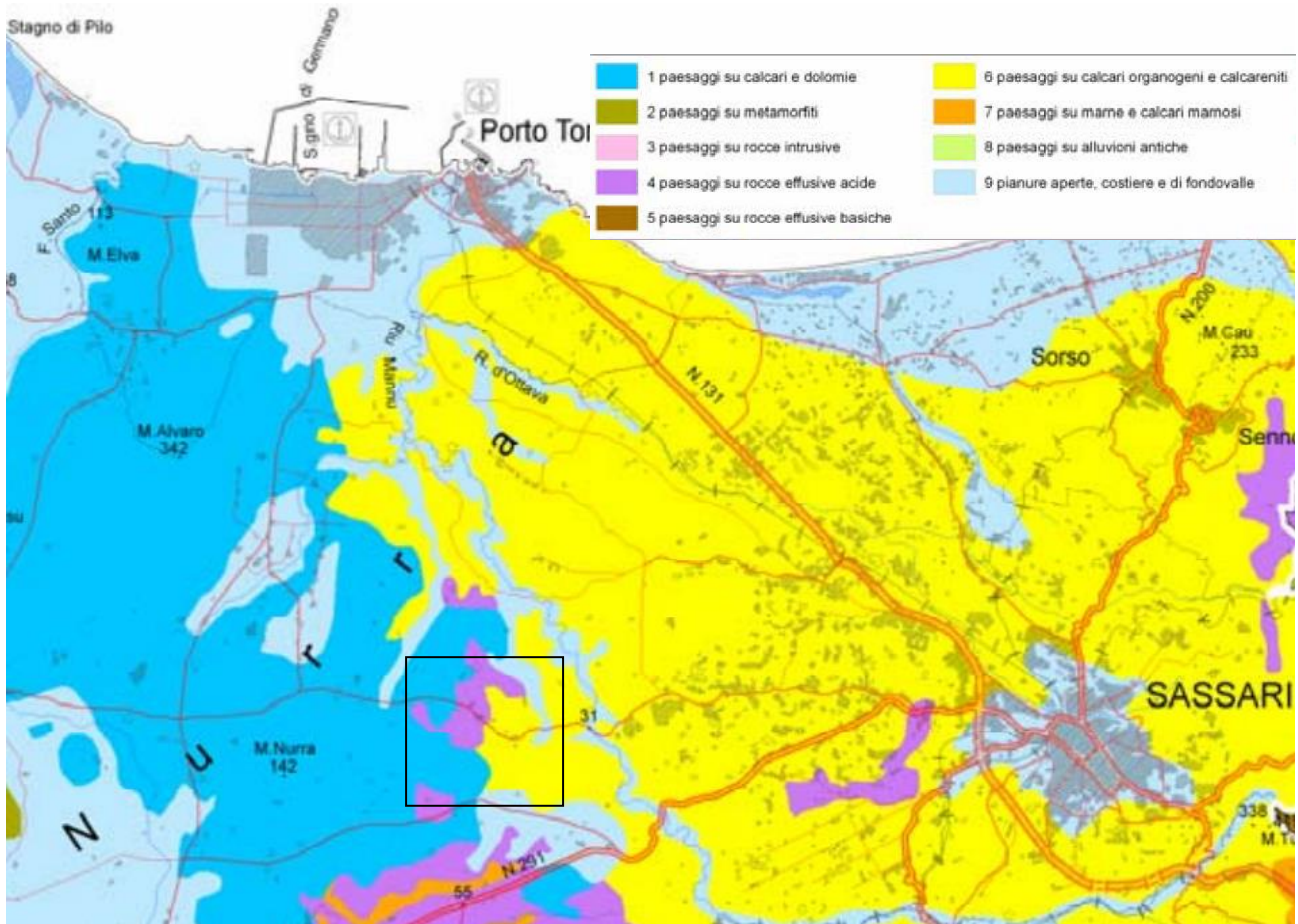 Stagno di Pilo
S.gno di Gennano
Porto Tor
1 paesaggi su calcari e dolomie
2 paesaggi su metamorfiti
3 paesaggi su rocce intrusive
4 paesaggi su rocce effusive acide
5 paesaggi su rocce effusive basiche
6 paesaggi su calcari organogeni e calcareniti
7 paesaggi su marne e calcari marnosi
8 paesaggi su alluvioni antiche
9 pianure aperte, costiere e di fondovalle
F. Santo
113
M.Elva
8
Riu Mannu
R. d'Ottava
N.131
N.200
M.Cau
233
Sorso
Senno
M.Alvaro
342
su
a
r
r
u
N
31
SASSARI
M.Nurra
142
N.291
55
338
M.Tu